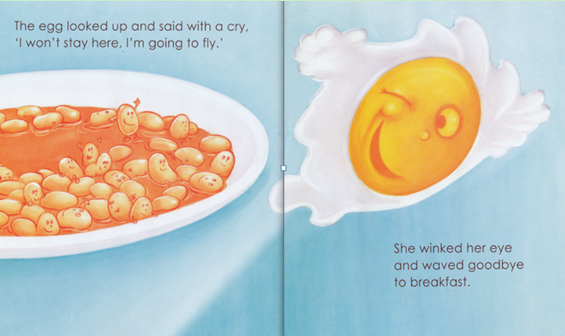 The egg looked up and said with a cry,
‘I won’t stay here, I’m going to fly.’
She winked her eye
and waved goodbye
to breakfast.